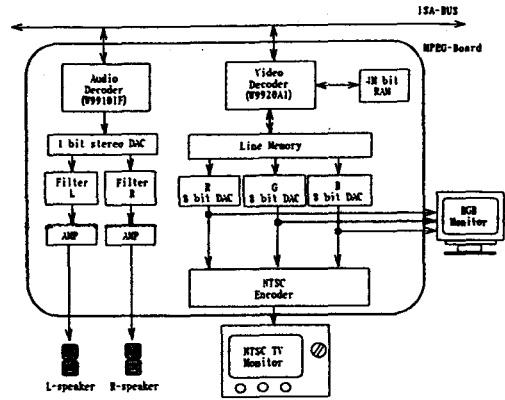 ISA-BUS
MPEG-Board
Audio
Decoder
(W9910IF)
Video
Decoder
(W9920AI)
4M bit
RAM
1 bit stereo DAC
Line Memory
Filter
L
Filter
R
R
8 bit DAC
G
8 bit DAC
B
8 bit DAC
AMP
AMP
RGB
Monitor
NTSC
Encoder
NTSC TV
Monitor
L-speaker
R-speaker